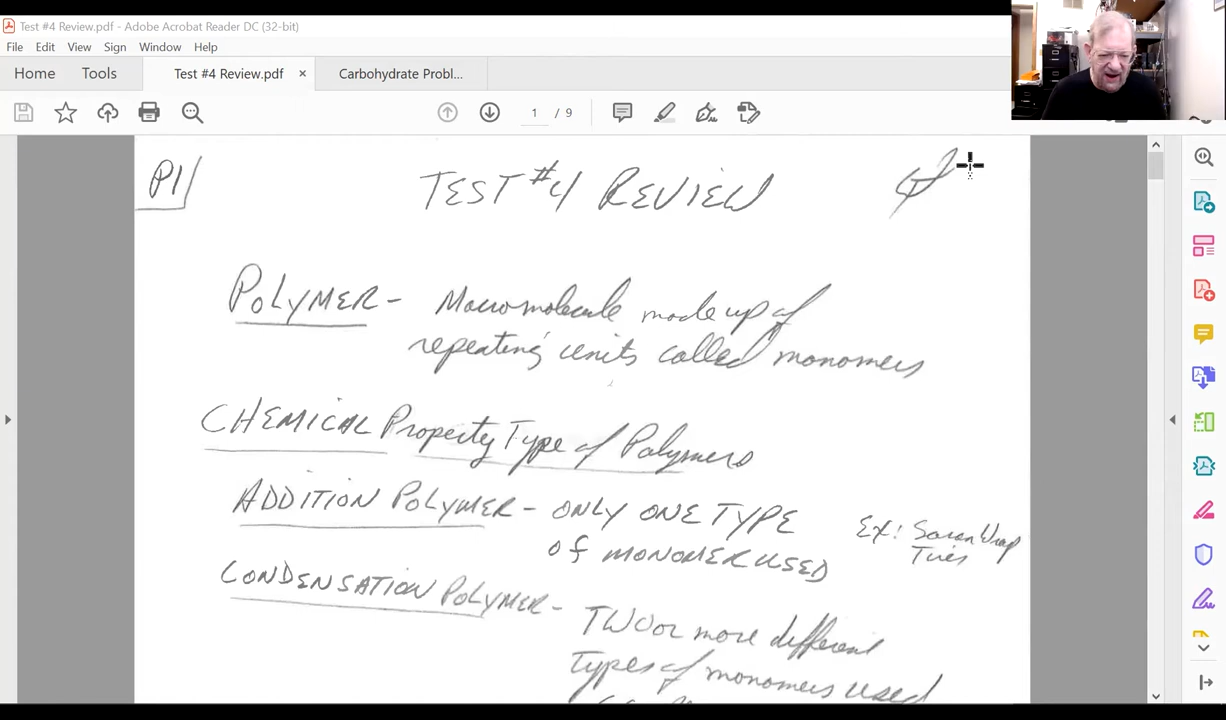 Test #4 Review.pdf - Adobe Acrobat Reader DC (32-bit)
File Edit View Sign Window Help
Home Tools Test #4 Review.pdf × Carbohydrate Probl...
1 / 9
P1
TEST #4 REVIEW
POLYMER - Macromolecule made up of
repeating units called monomers
CHEMICAL Property Type of Polymers
ADDITION POLYMER - ONLY ONE TYPE
of MONOMER USED
Ex: Saran Wrap
Tires
CONDENSATION POLYMER -
TWO or more different
Types of monomers used